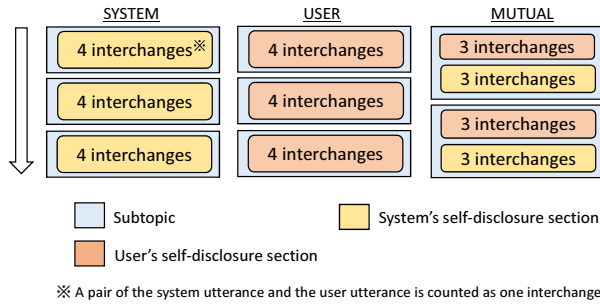 SYSTEM USER MUTUAL
4 interchanges※ 4 interchanges 3 interchanges
3 interchanges
4 interchanges 4 interchanges
3 interchanges
4 interchanges 4 interchanges 3 interchanges
Subtopic System's self-disclosure section
User's self-disclosure section
※ A pair of the system utterance and the user utterance is counted as one interchange